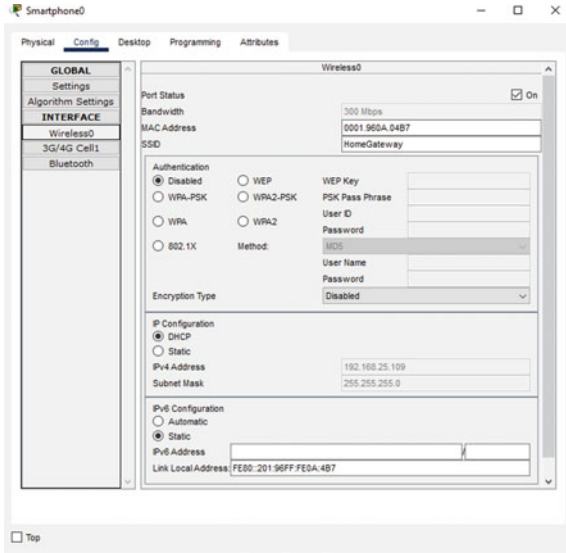 Smartphone0
Physical Config Desktop Programming Attributes
GLOBAL
Settings
Algorithm Settings
INTERFACE
Wireless0
3G/4G Cell1
Bluetooth
Wireless0
Port Status On
Bandwidth 300 Mbps
MAC Address 0001.960A.04B7
SSID HomeGateway
Authentication
Disabled WEP WEP Key
WPA-PSK WPA2-PSK PSK Pass Phrase
User ID
WPA WPA2 Password
802.1X Method: MD5
User Name
Password
Encryption Type Disabled
IP Configuration
DHCP
Static
IPv4 Address 192.168.25.109
Subnet Mask 255.255.255.0
IPv6 Configuration
Automatic
Static
IPv6 Address /
Link Local Address: FE80::201:96FF:FE0A:4B7
Top